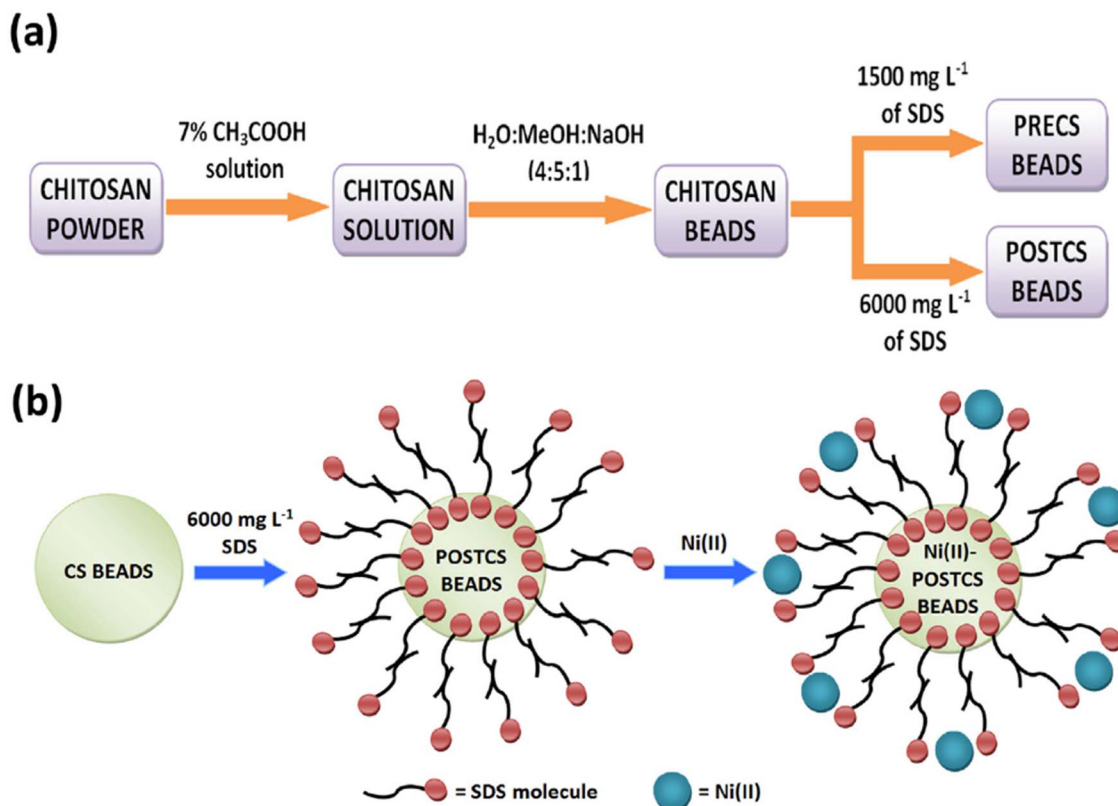 (a)
7% CH₃COOH
solution
H₂O:MeOH:NaOH
(4:5:1)
1500 mg L⁻¹
of SDS
CHITOSAN
POWDER
CHITOSAN
SOLUTION
CHITOSAN
BEADS
PRECS
BEADS
POSTCS
BEADS
6000 mg L⁻¹
of SDS
(b)
CS BEADS
6000 mg L⁻¹
SDS
POSTCS
BEADS
Ni(II)
Ni(II)-
POSTCS
BEADS
= SDS molecule
= Ni(II)